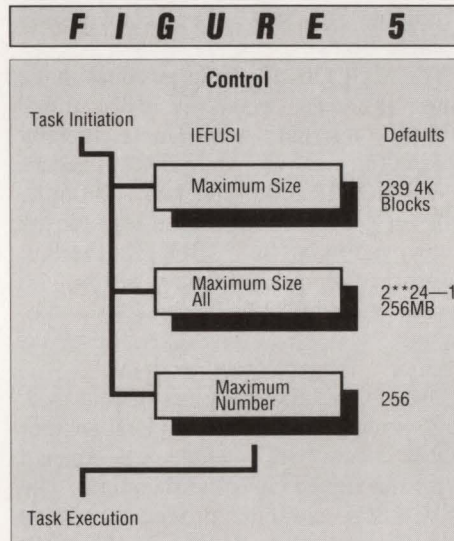 FIGURE 5
Control
Task Initiation
IEFUSI
Defaults
Maximum Size
239 4K
Blocks
Maximum Size
All
2**24—1
256MB
Maximum
Number
256
Task Execution